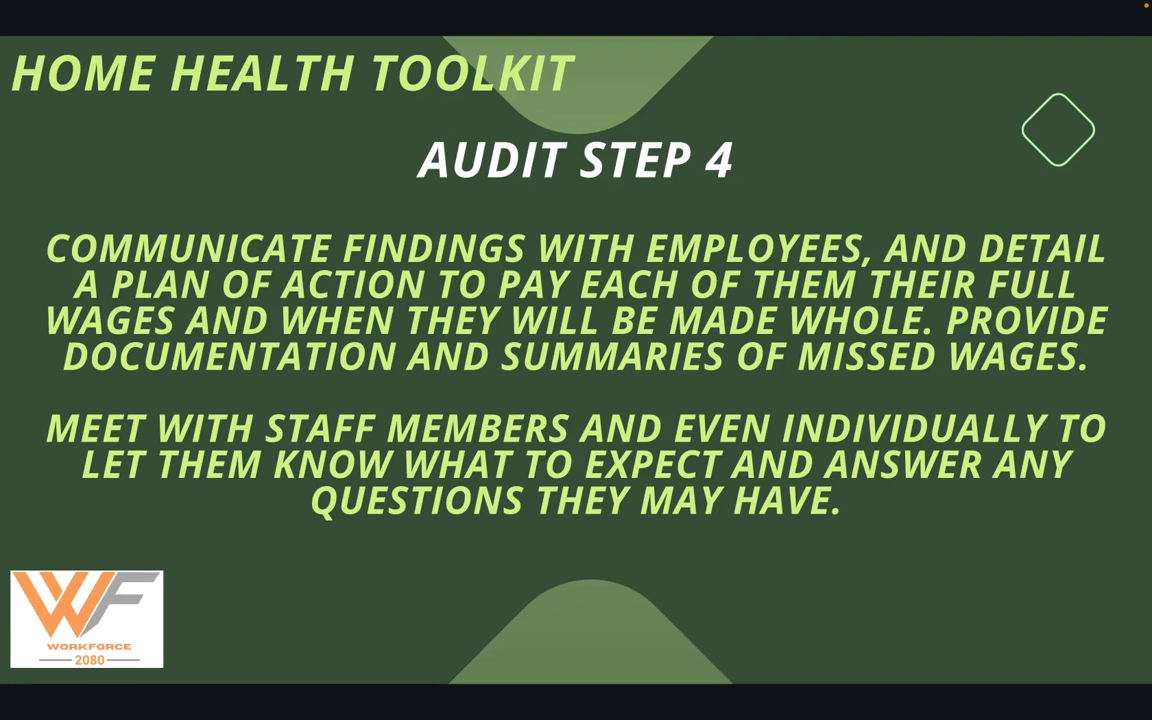 HOME HEALTH TOOLKIT
AUDIT STEP 4
COMMUNICATE FINDINGS WITH EMPLOYEES, AND DETAIL
A PLAN OF ACTION TO PAY EACH OF THEM THEIR FULL
WAGES AND WHEN THEY WILL BE MADE WHOLE. PROVIDE
DOCUMENTATION AND SUMMARIES OF MISSED WAGES.
MEET WITH STAFF MEMBERS AND EVEN INDIVIDUALLY TO
LET THEM KNOW WHAT TO EXPECT AND ANSWER ANY
QUESTIONS THEY MAY HAVE.
WF
WORKFORCE
2080